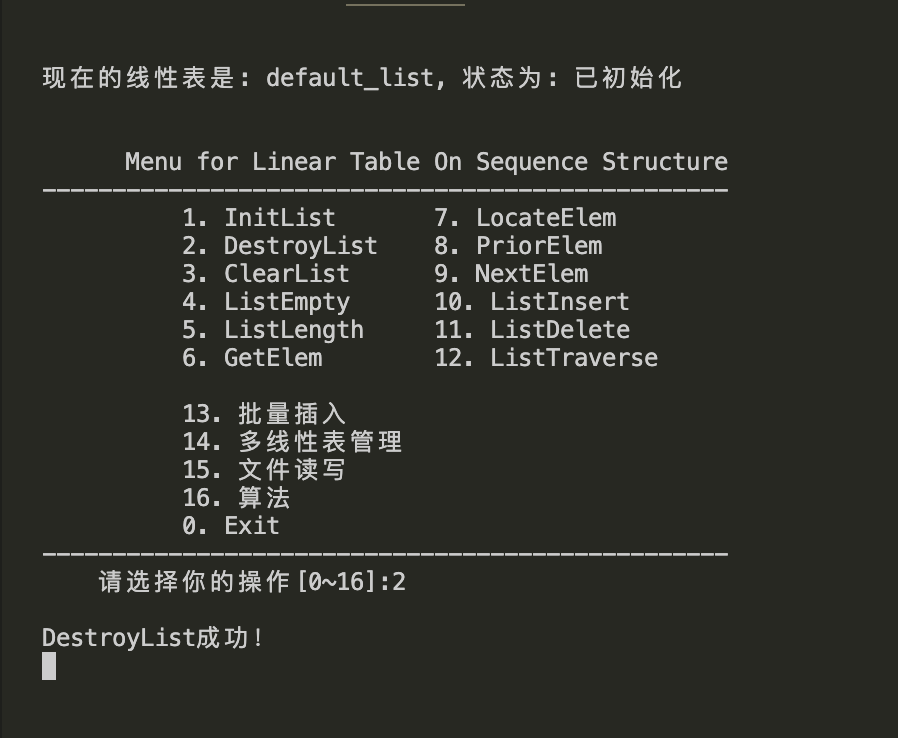 现在的线性表是: default_list, 状态为: 已初始化
Menu for Linear Table On Sequence Structure
-------------------------------------------------
1. InitList 7. LocateElem
2. DestroyList 8. PriorElem
3. ClearList 9. NextElem
4. ListEmpty 10. ListInsert
5. ListLength 11. ListDelete
6. GetElem 12. ListTraverse
13. 批量插入
14. 多线性表管理
15. 文件读写
16. 算法
0. Exit
-------------------------------------------------
请选择你的操作[0~16]:2
DestroyList成功!